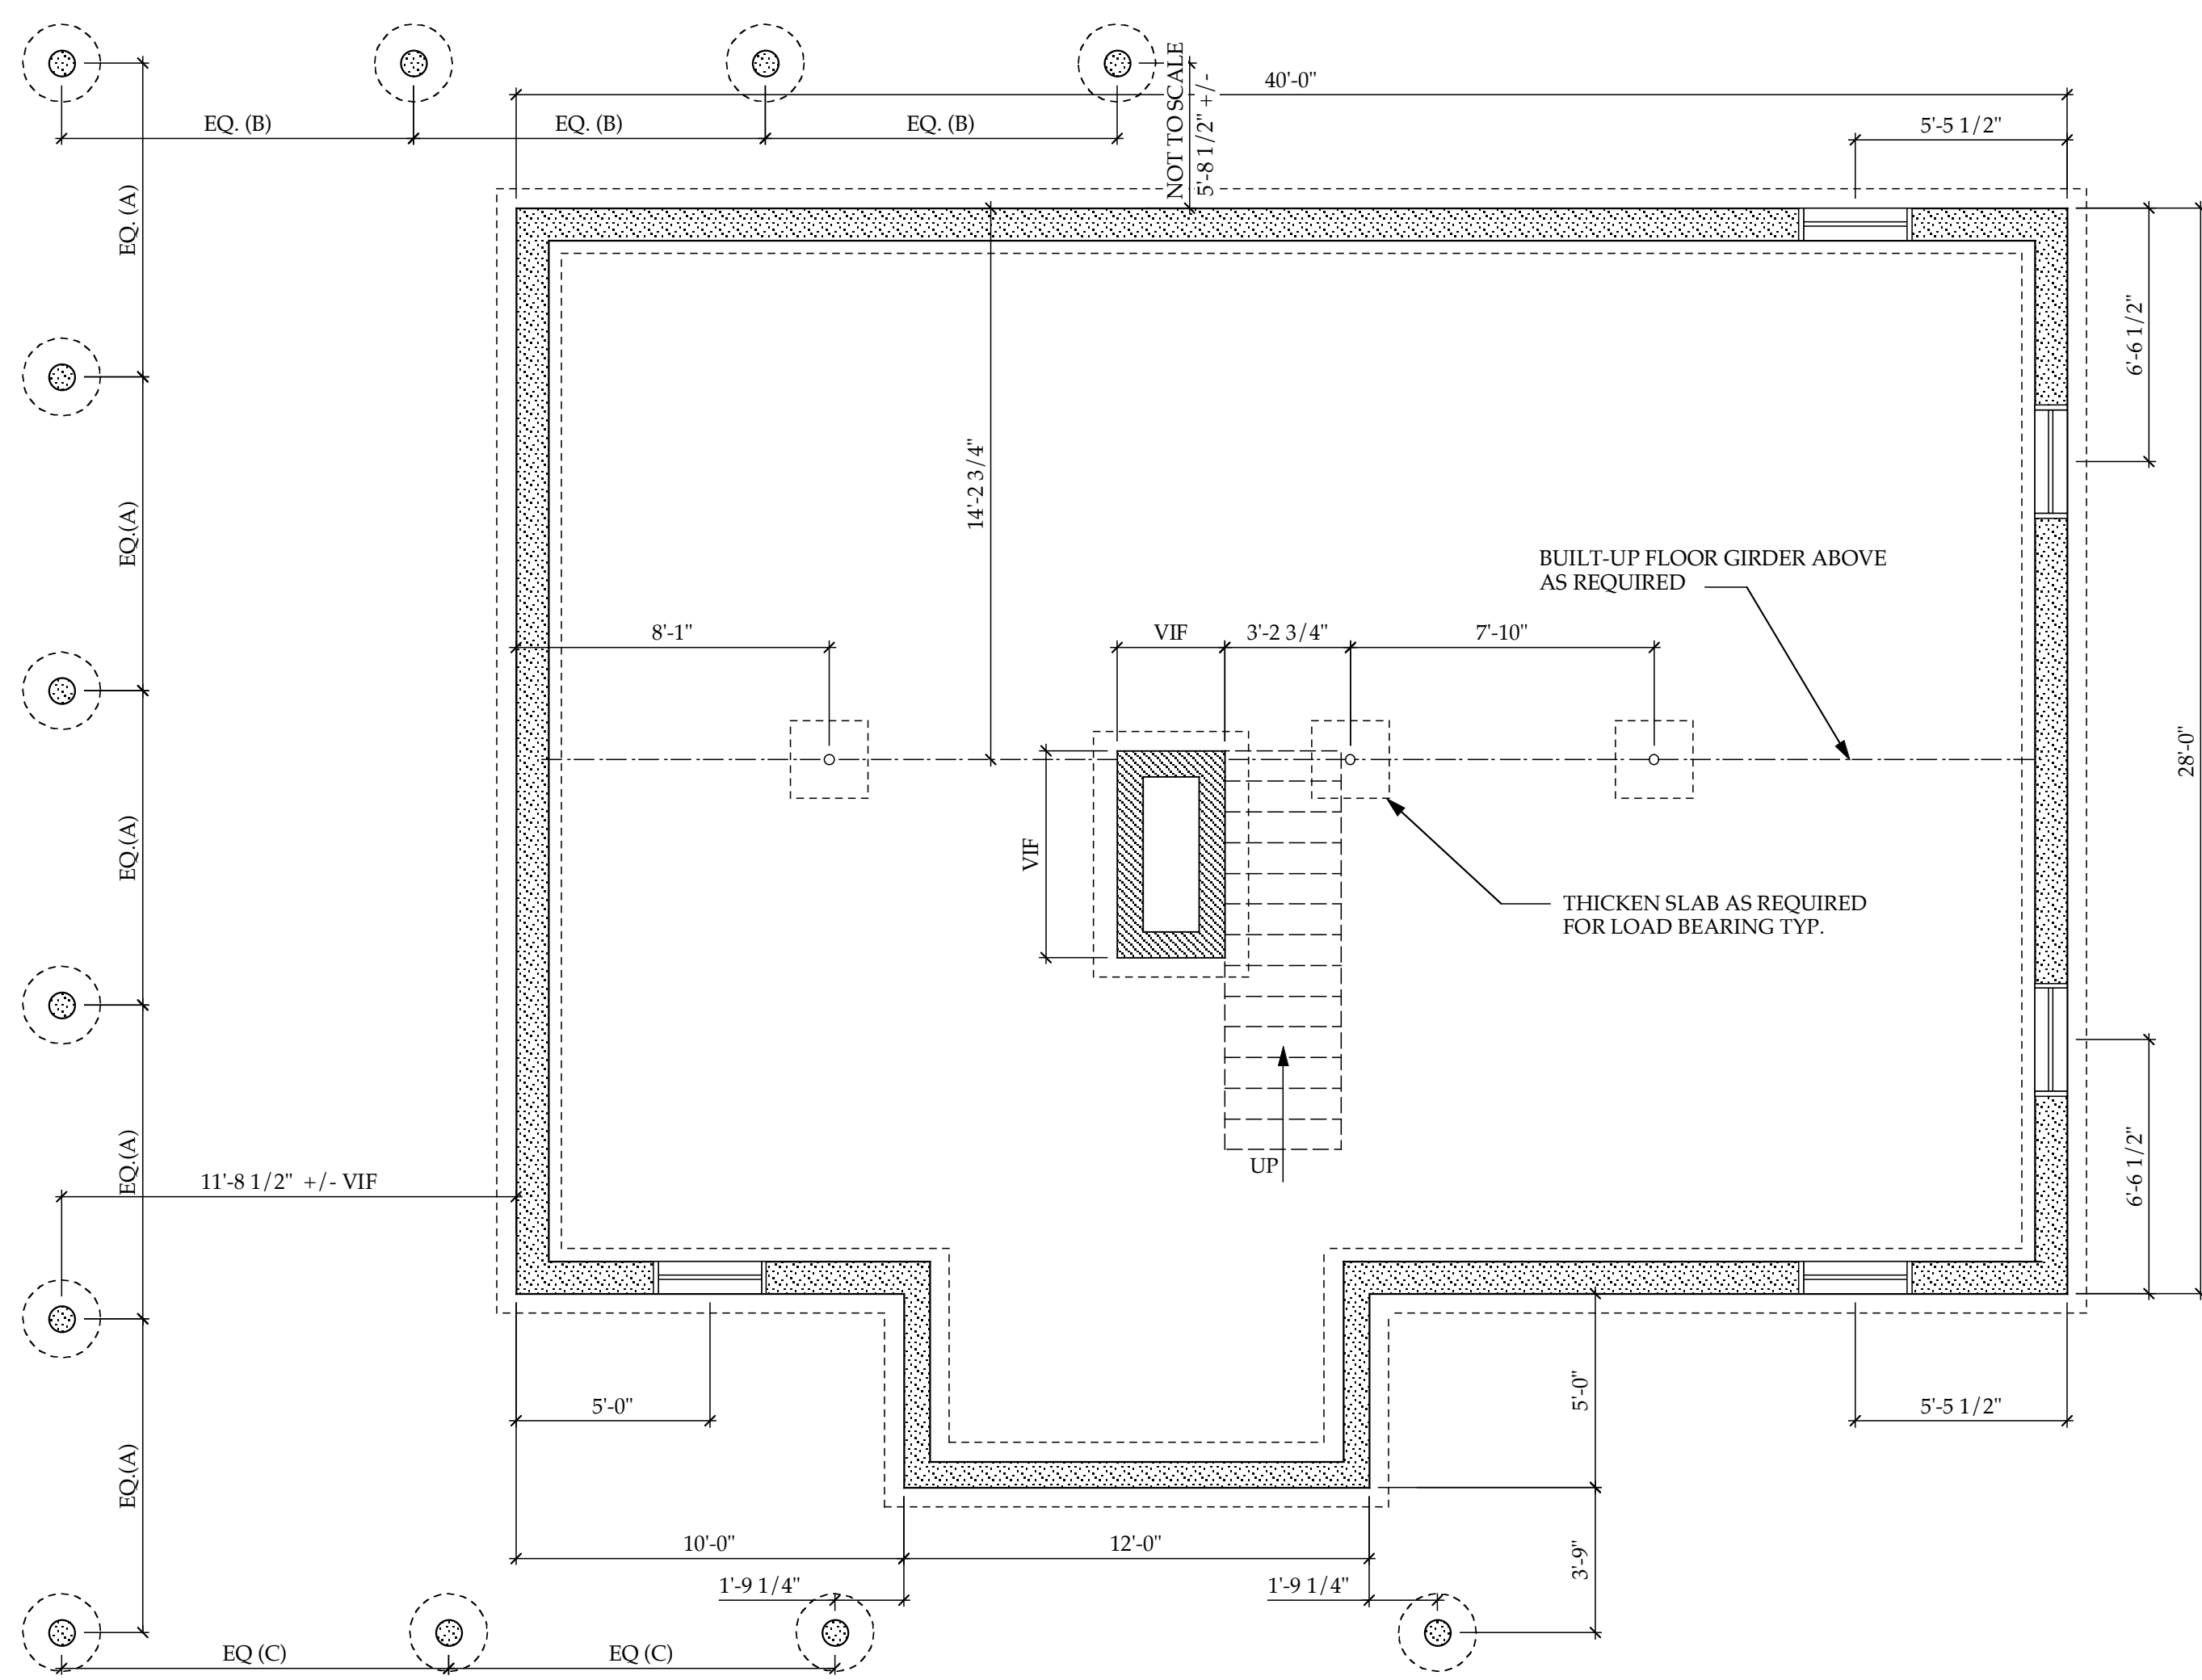 40'-0"
NOT TO SCALE
5'-8 1/2" +/-
EQ. (B)
EQ. (B)
EQ. (B)
5'-5 1/2"
EQ. (A)
6'-6 1/2"
14'-2 3/4"
EQ.(A)
BUILT-UP FLOOR GIRDER ABOVE
AS REQUIRED
8'-1"
VIF
3'-2 3/4"
7'-10"
28'-0"
EQ.(A)
VIF
THICKEN SLAB AS REQUIRED
FOR LOAD BEARING TYP.
EQ.(A)
UP
6'-6 1/2"
11'-8 1/2" +/- VIF
5'-0"
5'-0"
5'-5 1/2"
EQ.(A)
10'-0"
12'-0"
3'-9"
1'-9 1/4"
1'-9 1/4"
EQ (C)
EQ (C)